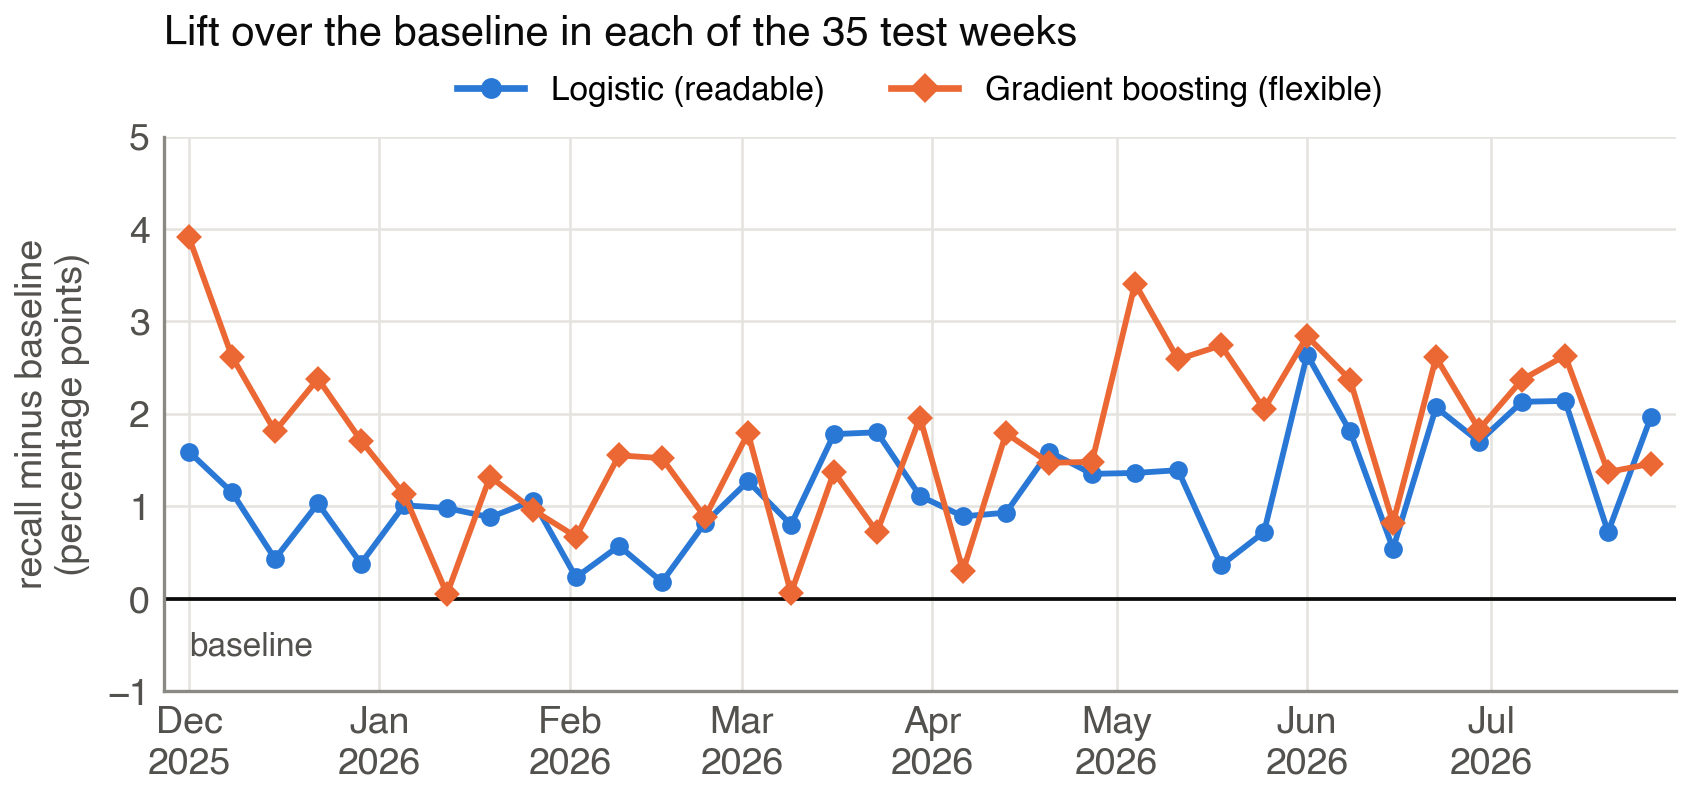 Lift over the baseline in each of the 35 test weeks
Logistic (readable)
Gradient boosting (flexible)
recall minus baseline
(percentage points)
5
4
3
2
1
0
−1
baseline
Dec
2025
Jan
2026
Feb
2026
Mar
2026
Apr
2026
May
2026
Jun
2026
Jul
2026